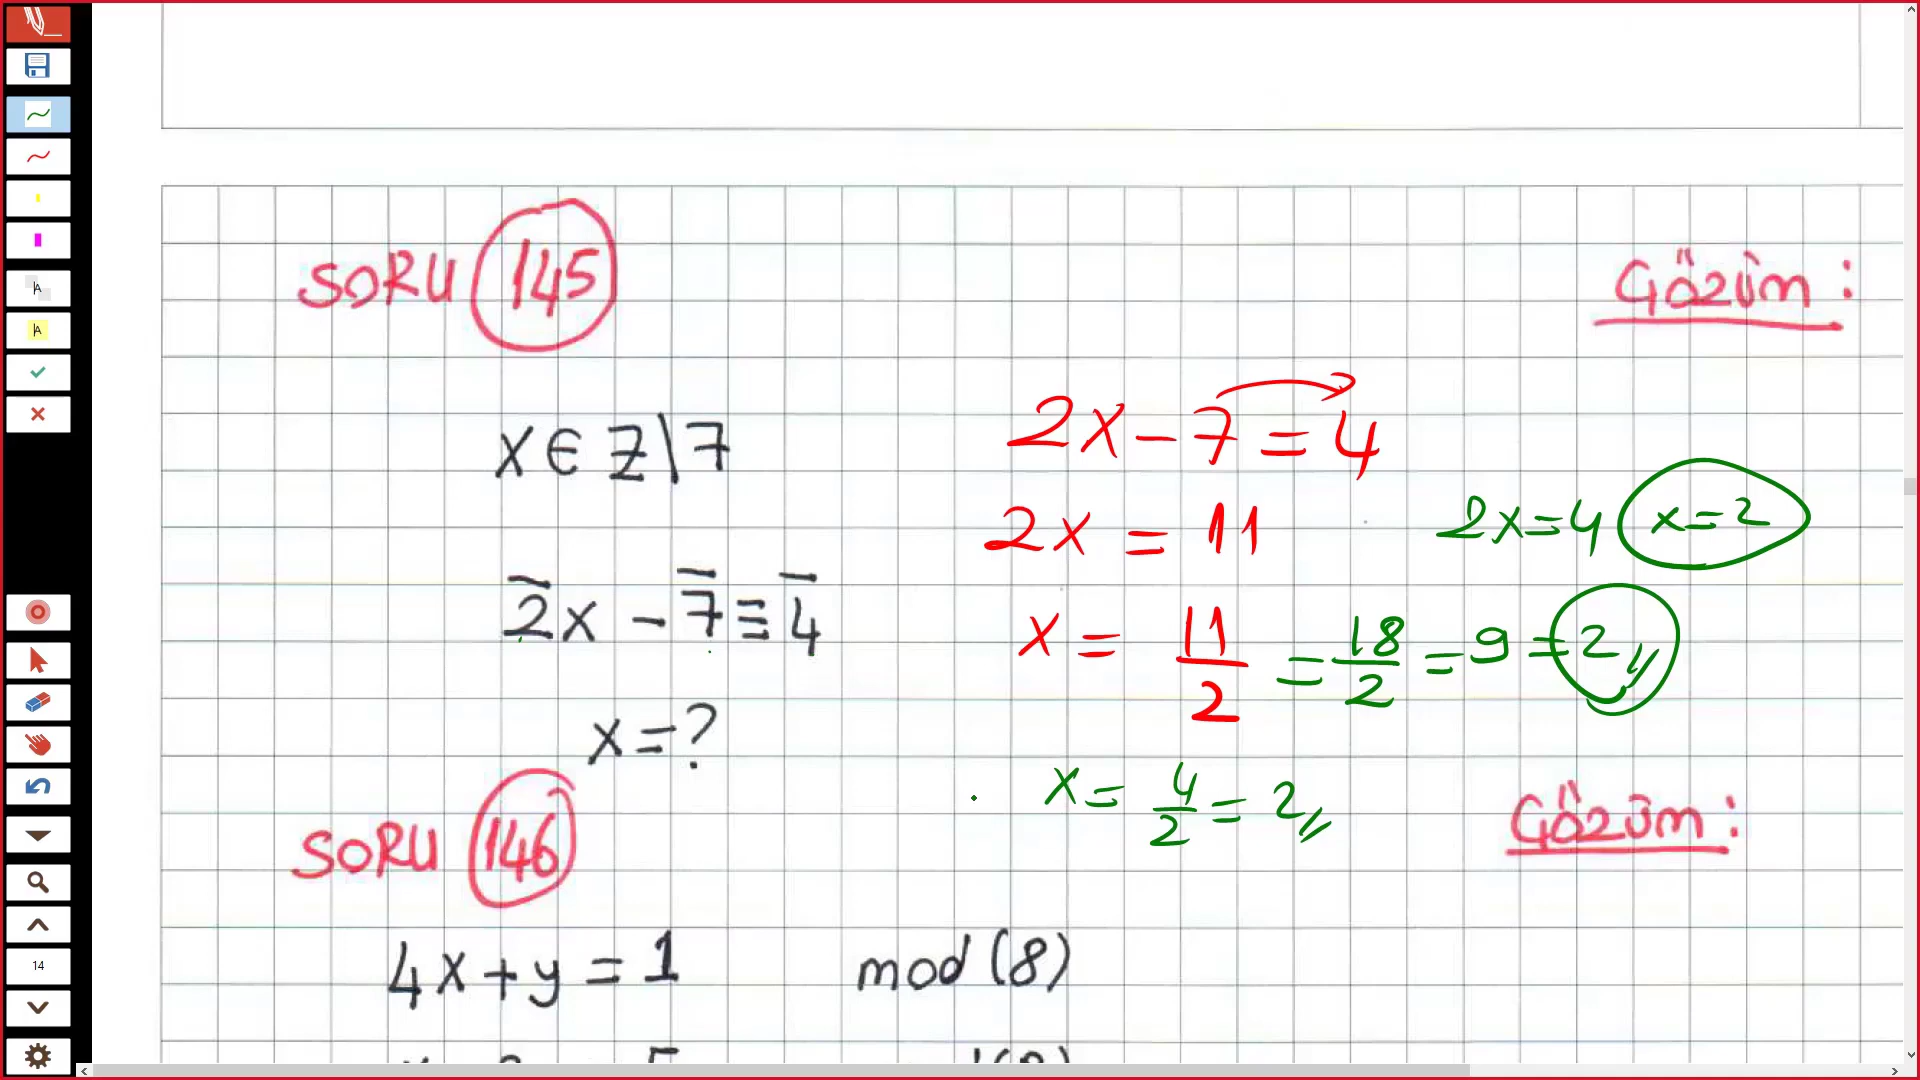 SORU 145
Çözüm:
x ∈ Z\7
2̄x - 7̄ ≡ 4̄
x = ?
2x - 7 = 4
2x = 11
2x = 4 x = 2
x = 11/2 = 18/2 = 9 = 2
x = 4/2 = 2
SORU 146
Çözüm:
4x + y = 1 mod (8)
14